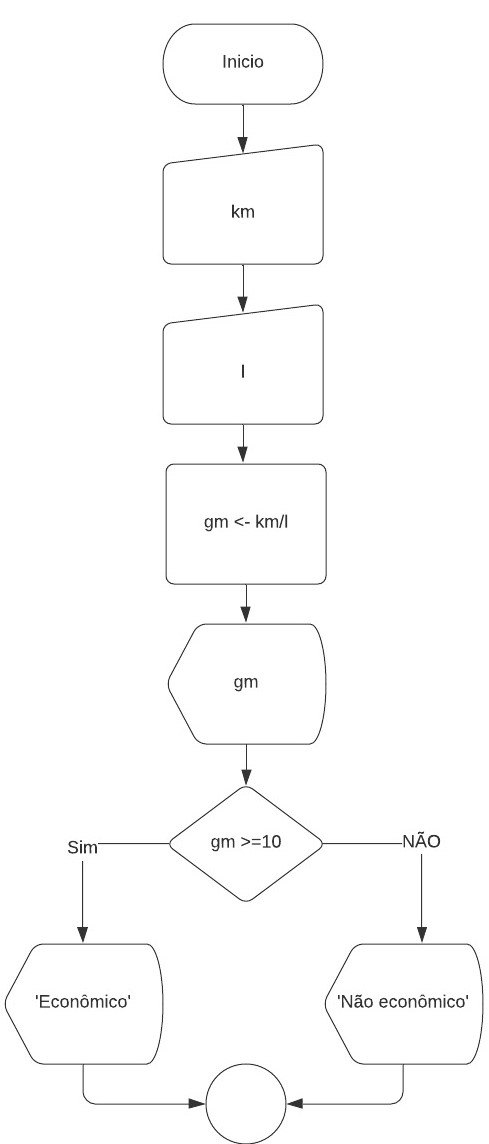 Inicio
km
l
gm <- km/l
gm
gm >=10
Sim
NÃO
'Econômico'
'Não econômico'